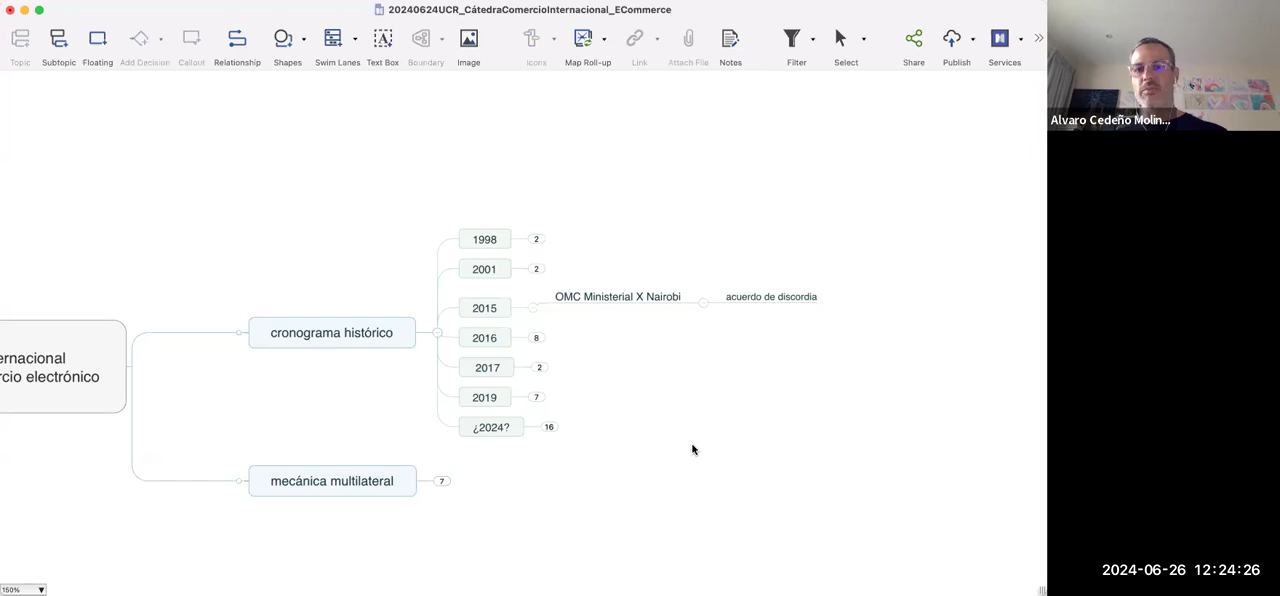 20240624UCR_CátedraComercioInternacional_ECommerce
Topic
Subtopic
Floating
Add Decision
Callout
Relationship
Shapes
Swim Lanes
Text Box
Boundary
Image
Icons
Map Roll-up
Link
Attach File
Notes
Filter
Select
Share
Publish
Services
Alvaro Cedeño Molin...
ernacional
rcio electrónico
cronograma histórico
1998
2
2001
2
2015
OMC Ministerial X Nairobi
acuerdo de discordia
2016
8
2017
2
2019
7
¿2024?
16
mecánica multilateral
7
150%
2024-06-26 12:24:26